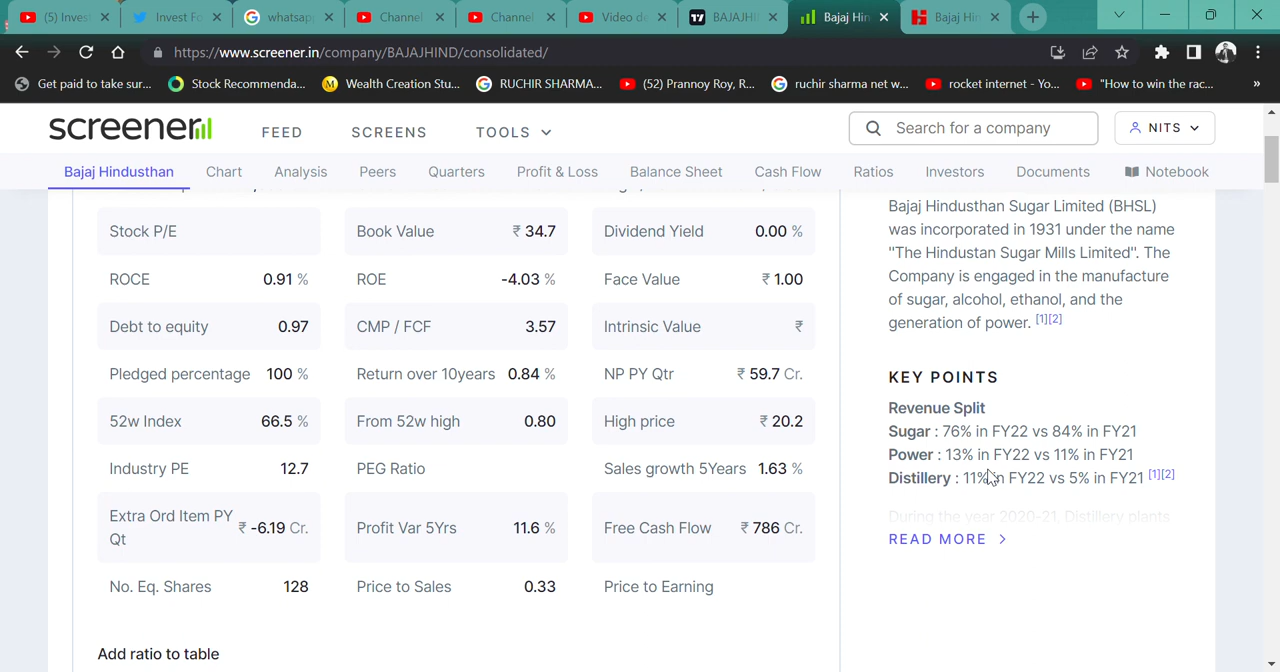 (5) Inves
Invest Fo
whatsap
Channel
Channel
Video de
BAJAJHI
Bajaj Hin
Bajaj Hin
https://www.screener.in/company/BAJAJHIND/consolidated/
Get paid to take sur...
Stock Recommenda...
Wealth Creation Stu...
RUCHIR SHARMA...
(52) Prannoy Roy, R...
ruchir sharma net w...
rocket internet - Yo...
"How to win the rac...
»
screener
FEED
SCREENS
TOOLS
Search for a company
NITS
Bajaj Hindusthan
Chart
Analysis
Peers
Quarters
Profit & Loss
Balance Sheet
Cash Flow
Ratios
Investors
Documents
Notebook
Stock P/E
Book Value ₹ 34.7
Dividend Yield 0.00 %
ROCE 0.91 %
ROE -4.03 %
Face Value ₹ 1.00
Debt to equity 0.97
CMP / FCF 3.57
Intrinsic Value ₹
Pledged percentage 100 %
Return over 10years 0.84 %
NP PY Qtr ₹ 59.7 Cr.
52w Index 66.5 %
From 52w high 0.80
High price ₹ 20.2
Industry PE 12.7
PEG Ratio
Sales growth 5Years 1.63 %
Extra Ord Item PY
Qt ₹ -6.19 Cr.
Profit Var 5Yrs 11.6 %
Free Cash Flow ₹ 786 Cr.
No. Eq. Shares 128
Price to Sales 0.33
Price to Earning
Add ratio to table
Bajaj Hindusthan Sugar Limited (BHSL)
was incorporated in 1931 under the name
"The Hindustan Sugar Mills Limited". The
Company is engaged in the manufacture
of sugar, alcohol, ethanol, and the
generation of power. [1][2]
KEY POINTS
Revenue Split
Sugar : 76% in FY22 vs 84% in FY21
Power : 13% in FY22 vs 11% in FY21
Distillery : 11% in FY22 vs 5% in FY21 [1][2]
During the year 2020-21, Distillery plants
READ MORE